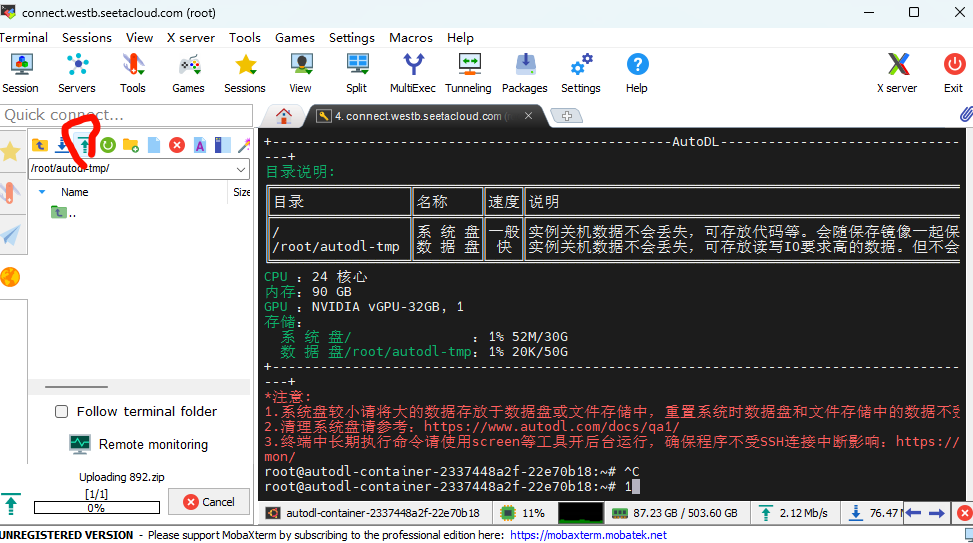 connect.westb.seetacloud.com (root)
Terminal Sessions View X server Tools Games Settings Macros Help
Session Servers Tools Games Sessions View Split MultiExec Tunneling Packages Settings Help X server Exit
Quick connect...
4. connect.westb.seetacloud.com (
/root/autodl-tmp/
Name Size
..
+--------------------------------------------------AutoDL--------------------------------
---+
目录说明:
目录 名称 速度 说明
/ 系 统 盘 一般 实例关机数据不会丢失，可存放代码等。会随保存镜像一起保
/root/autodl-tmp 数 据 盘 快 实例关机数据不会丢失，可存放读写IO要求高的数据。但不会
CPU ：24 核心
内存：90 GB
GPU ：NVIDIA vGPU-32GB, 1
存储：
系 统 盘/ ：1% 52M/30G
数 据 盘/root/autodl-tmp：1% 20K/50G
+----------------------------------------------------------------------------------------
---+
*注意:
1.系统盘较小请将大的数据存放于数据盘或文件存储中，重置系统时数据盘和文件存储中的数据不受
2.清理系统盘请参考：https://www.autodl.com/docs/qa1/
3.终端中长期执行命令请使用screen等工具开后台运行，确保程序不受SSH连接中断影响：https://
mon/
root@autodl-container-2337448a2f-22e70b18:~# ^C
root@autodl-container-2337448a2f-22e70b18:~# 1
Follow terminal folder
Remote monitoring
Uploading 892.zip
[1/1]
0%
Cancel
autodl-container-2337448a2f-22e70b18 11% 87.23 GB / 503.60 GB 2.12 Mb/s 76.47
UNREGISTERED VERSION - Please support MobaXterm by subscribing to the professional edition here: https://mobaxterm.mobatek.net